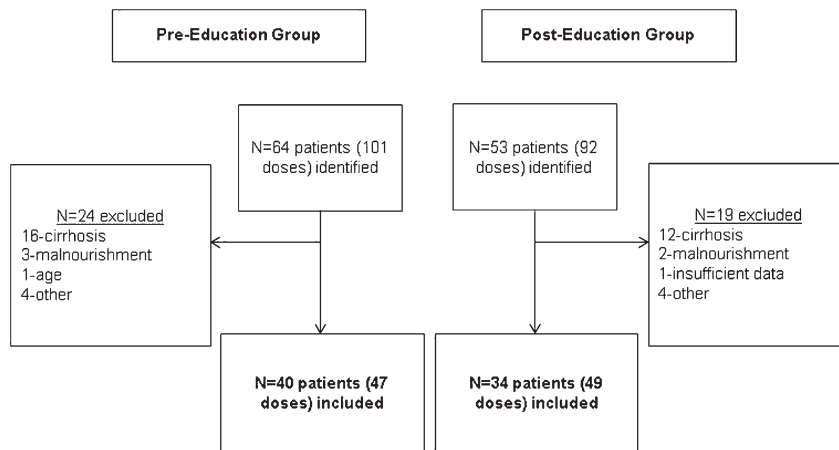 Pre-Education Group
Post-Education Group
N=64 patients (101
doses) identified
N=53 patients (92
doses) identified
N=24 excluded
16-cirrhosis
3-malnourishment
1-age
4-other
N=19 excluded
12-cirrhosis
2-malnourishment
1-insufficient data
4-other
N=40 patients (47
doses) included
N=34 patients (49
doses) included